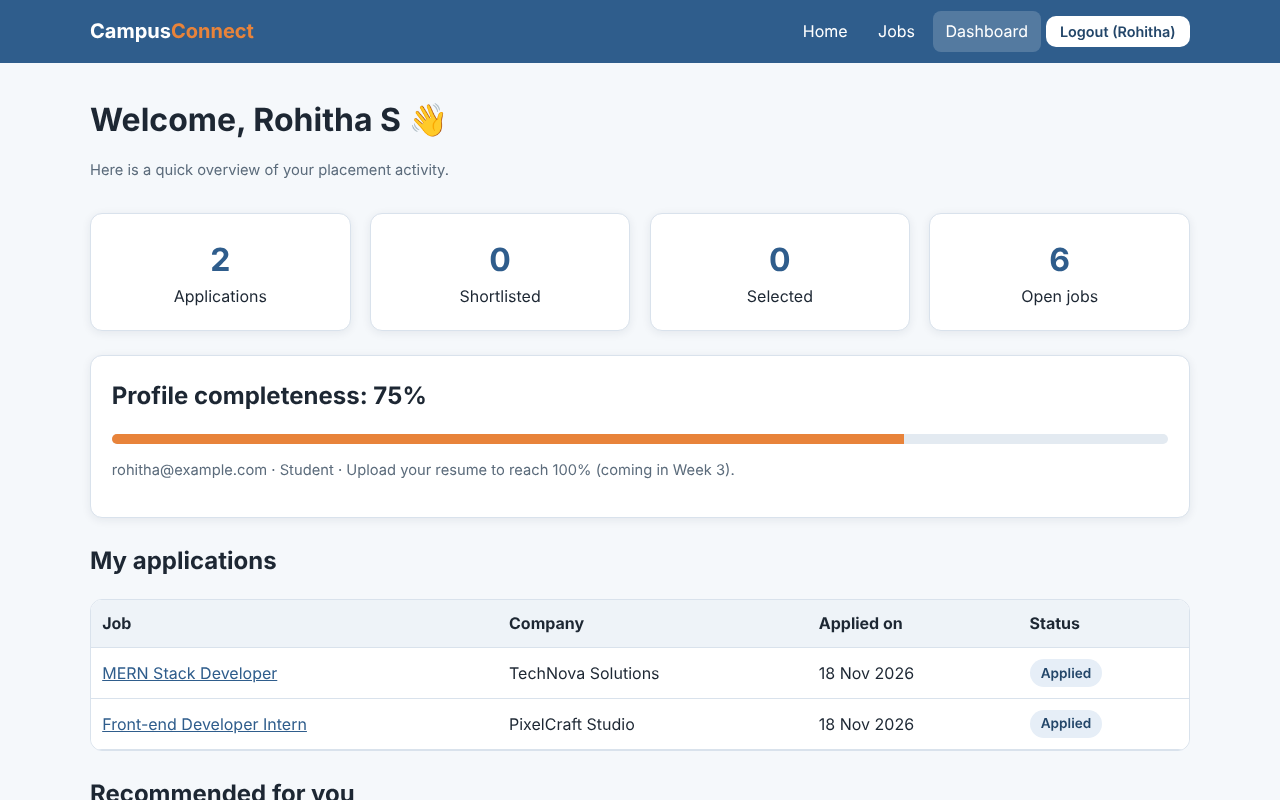 CampusConnect
Home Jobs Dashboard Logout (Rohitha)
Welcome, Rohitha S 👋
Here is a quick overview of your placement activity.
2
Applications
0
Shortlisted
0
Selected
6
Open jobs
Profile completeness: 75%
rohitha@example.com · Student · Upload your resume to reach 100% (coming in Week 3).
My applications
Job Company Applied on Status
MERN Stack Developer TechNova Solutions 18 Nov 2026 Applied
Front-end Developer Intern PixelCraft Studio 18 Nov 2026 Applied
Recommended for you